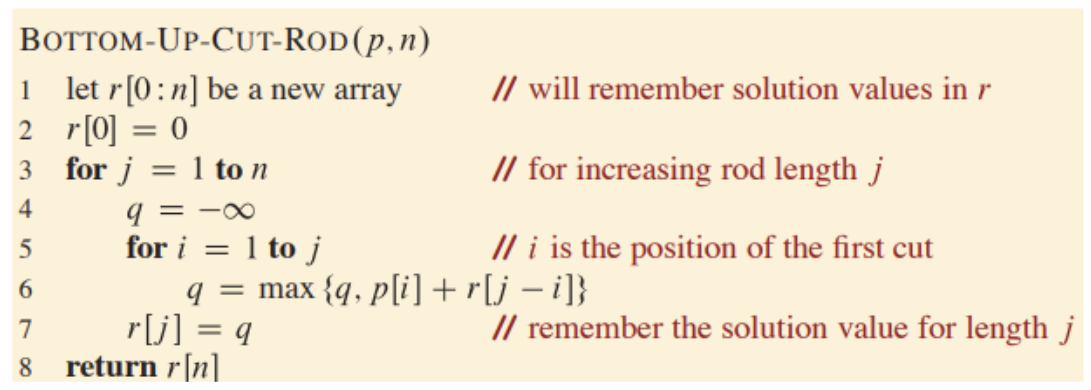 BOTTOM-UP-CUT-ROD(p, n)
1 let r[0 : n] be a new array // will remember solution values in r
2 r[0] = 0
3 for j = 1 to n // for increasing rod length j
4 q = −∞
5 for i = 1 to j // i is the position of the first cut
6 q = max {q, p[i] + r[j − i]}
7 r[j] = q // remember the solution value for length j
8 return r[n]